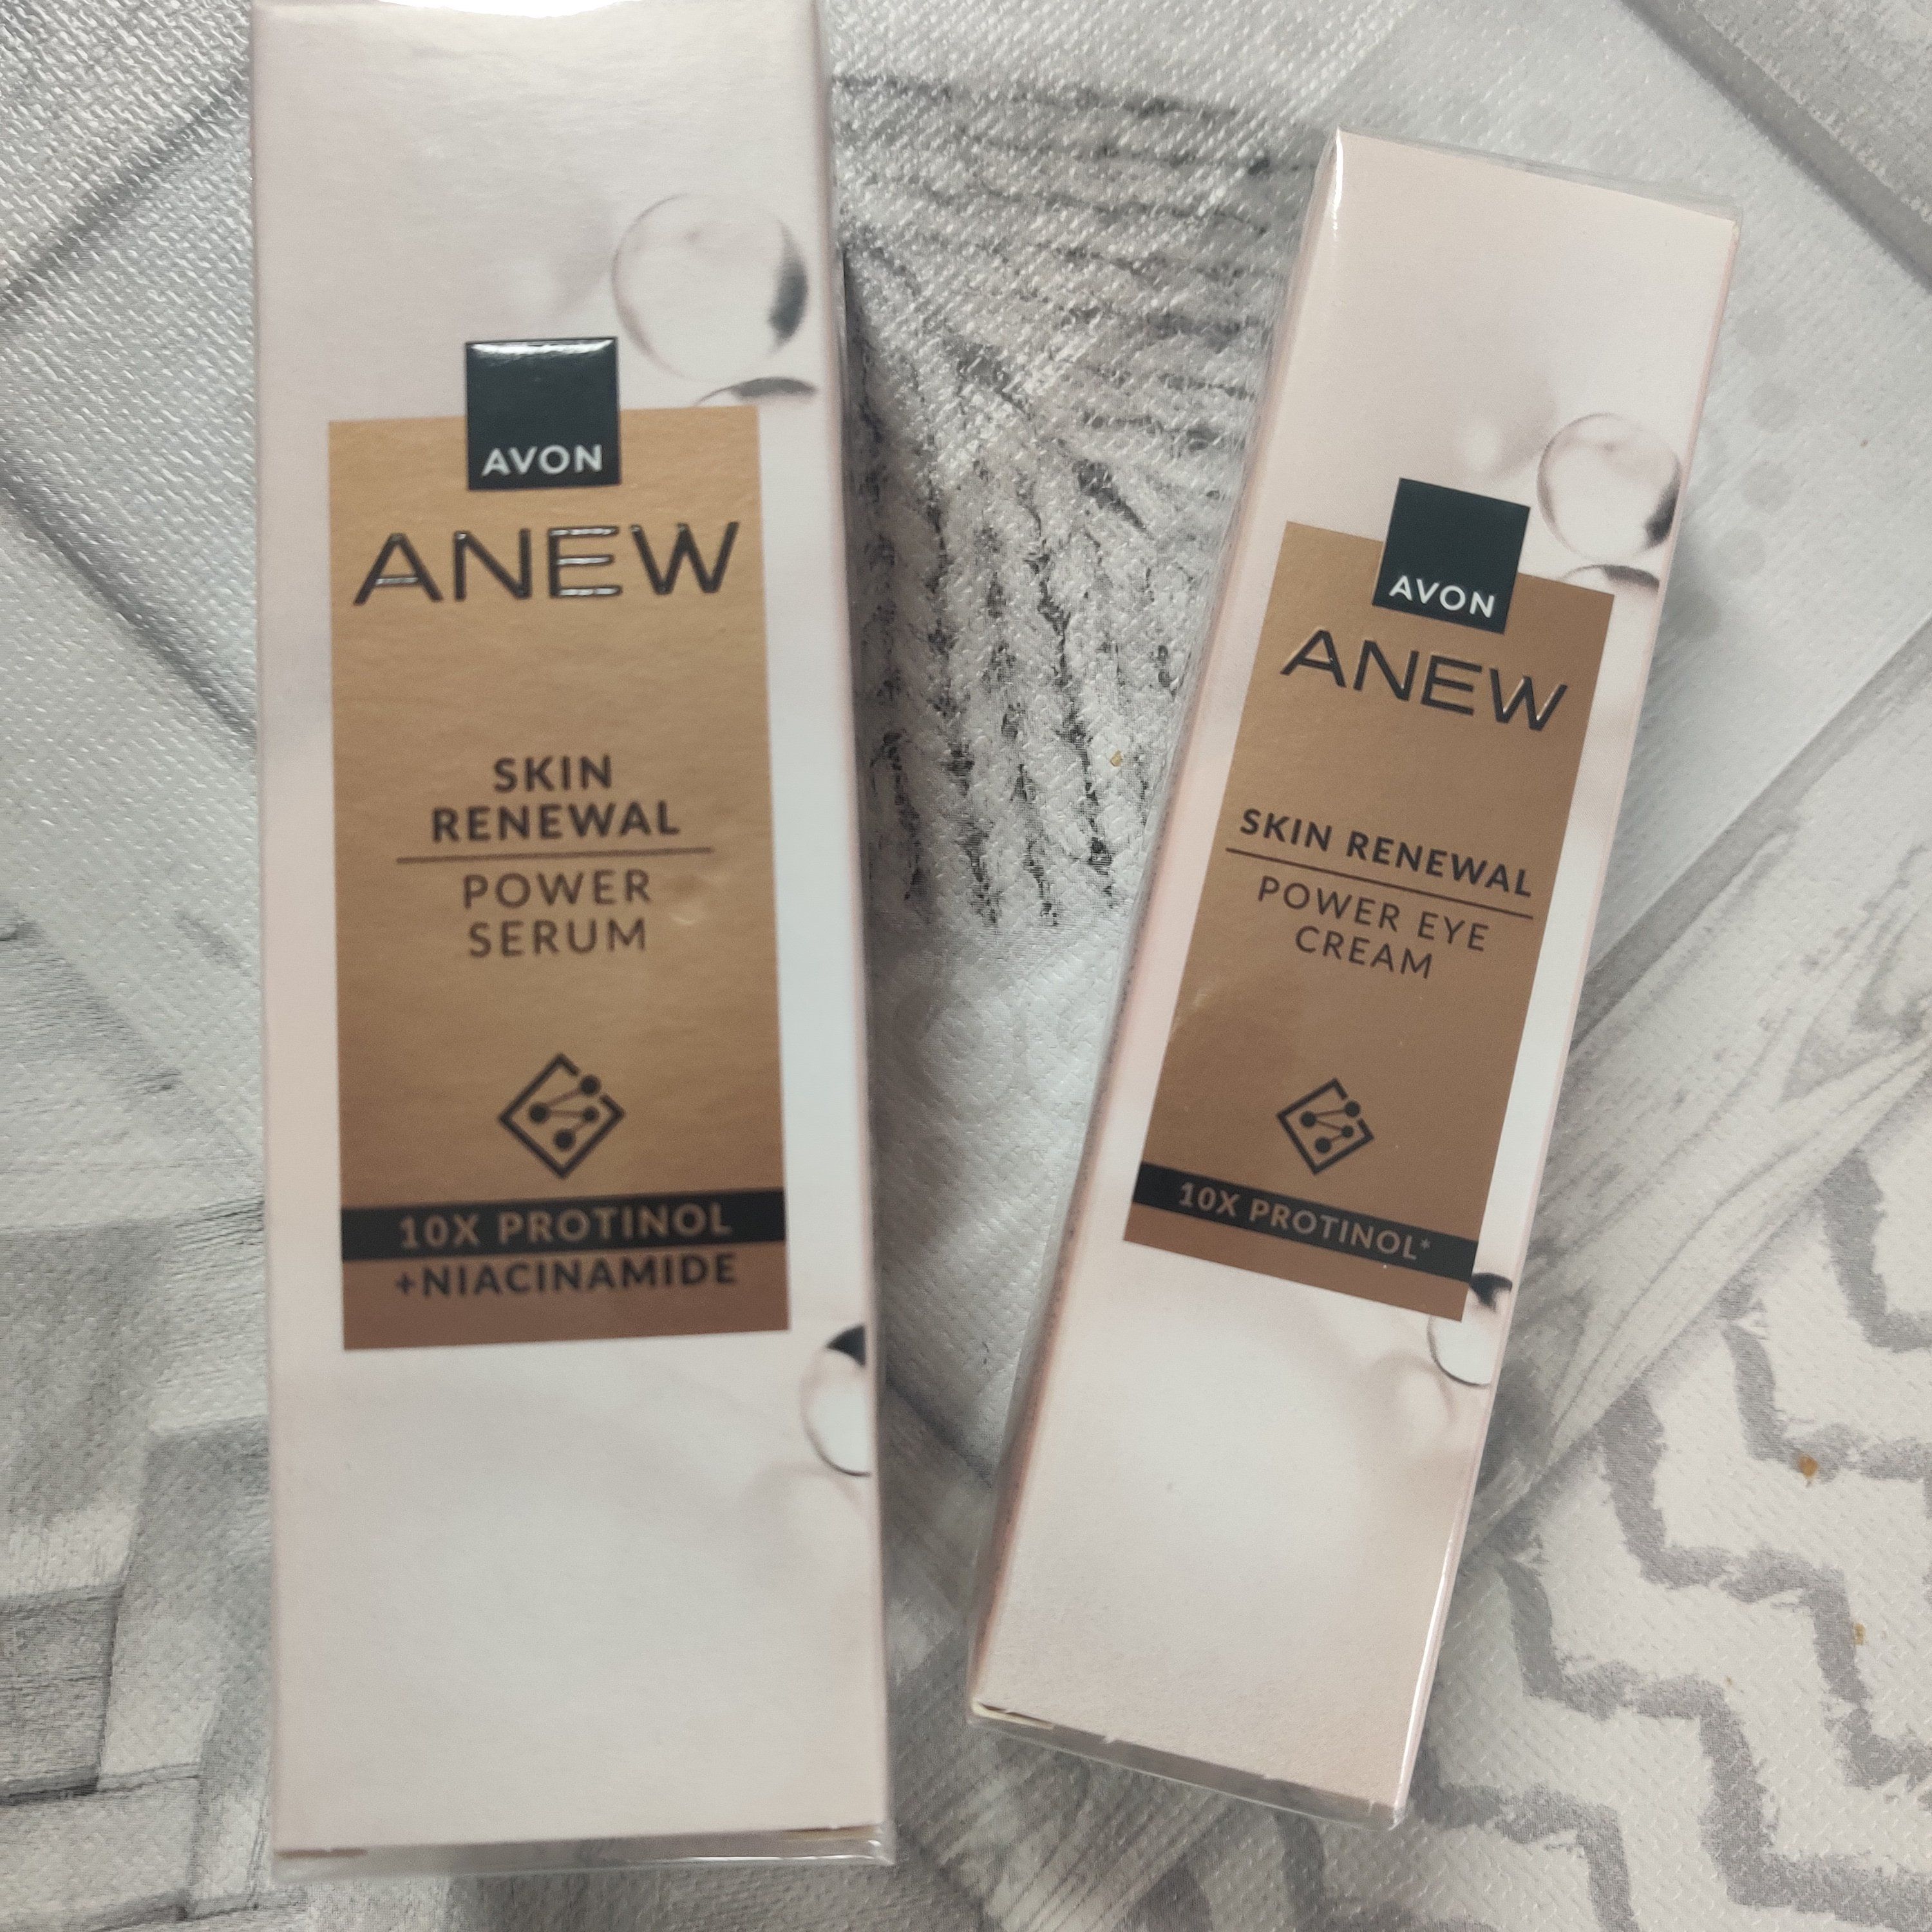 AVON
ANEW
SKIN
RENEWAL
POWER
SERUM
10X PROTINOL
+NIACINAMIDE
AVON
ANEW
SKIN RENEWAL
POWER EYE
CREAM
10X PROTINOL*